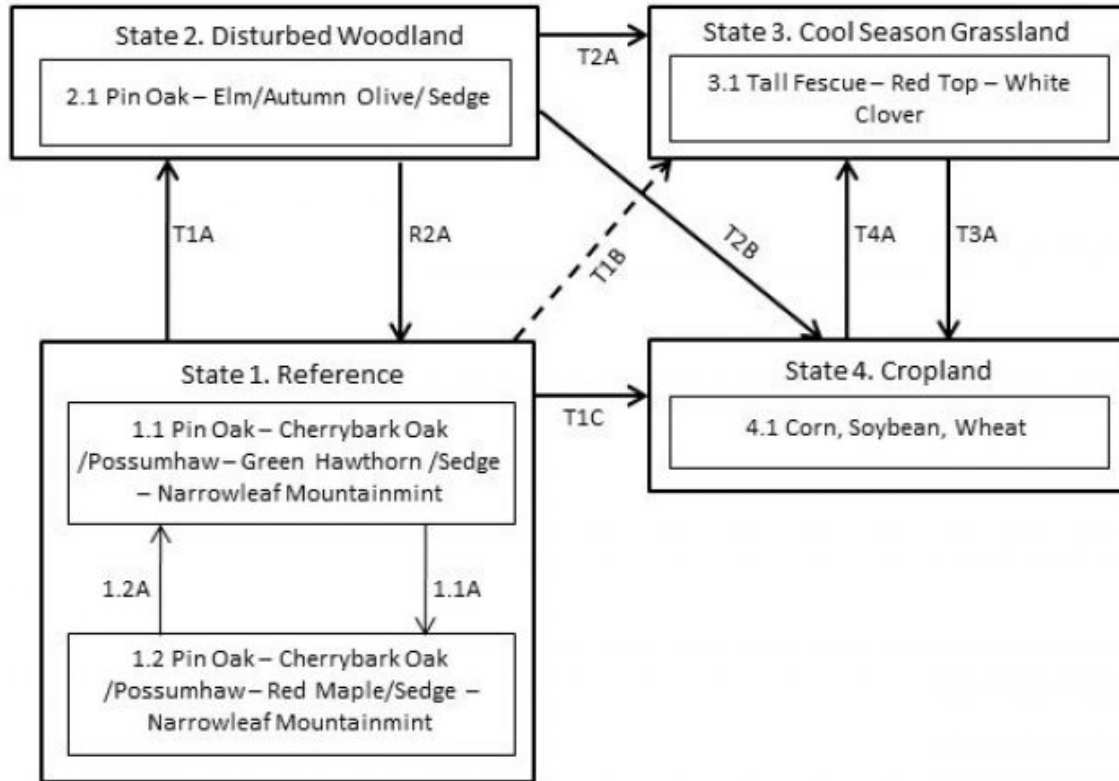 State 2. Disturbed Woodland
2.1 Pin Oak – Elm/Autumn Olive/ Sedge
T2A
State 3. Cool Season Grassland
3.1 Tall Fescue – Red Top – White
Clover
T1A
R2A
T1B
T2B
T4A
T3A
State 1. Reference
1.1 Pin Oak – Cherrybark Oak
/Possumhaw – Green Hawthorn /Sedge
– Narrowleaf Mountainmint
1.2A
1.1A
1.2 Pin Oak – Cherrybark Oak
/Possumhaw – Red Maple/Sedge –
Narrowleaf Mountainmint
T1C
State 4. Cropland
4.1 Corn, Soybean, Wheat